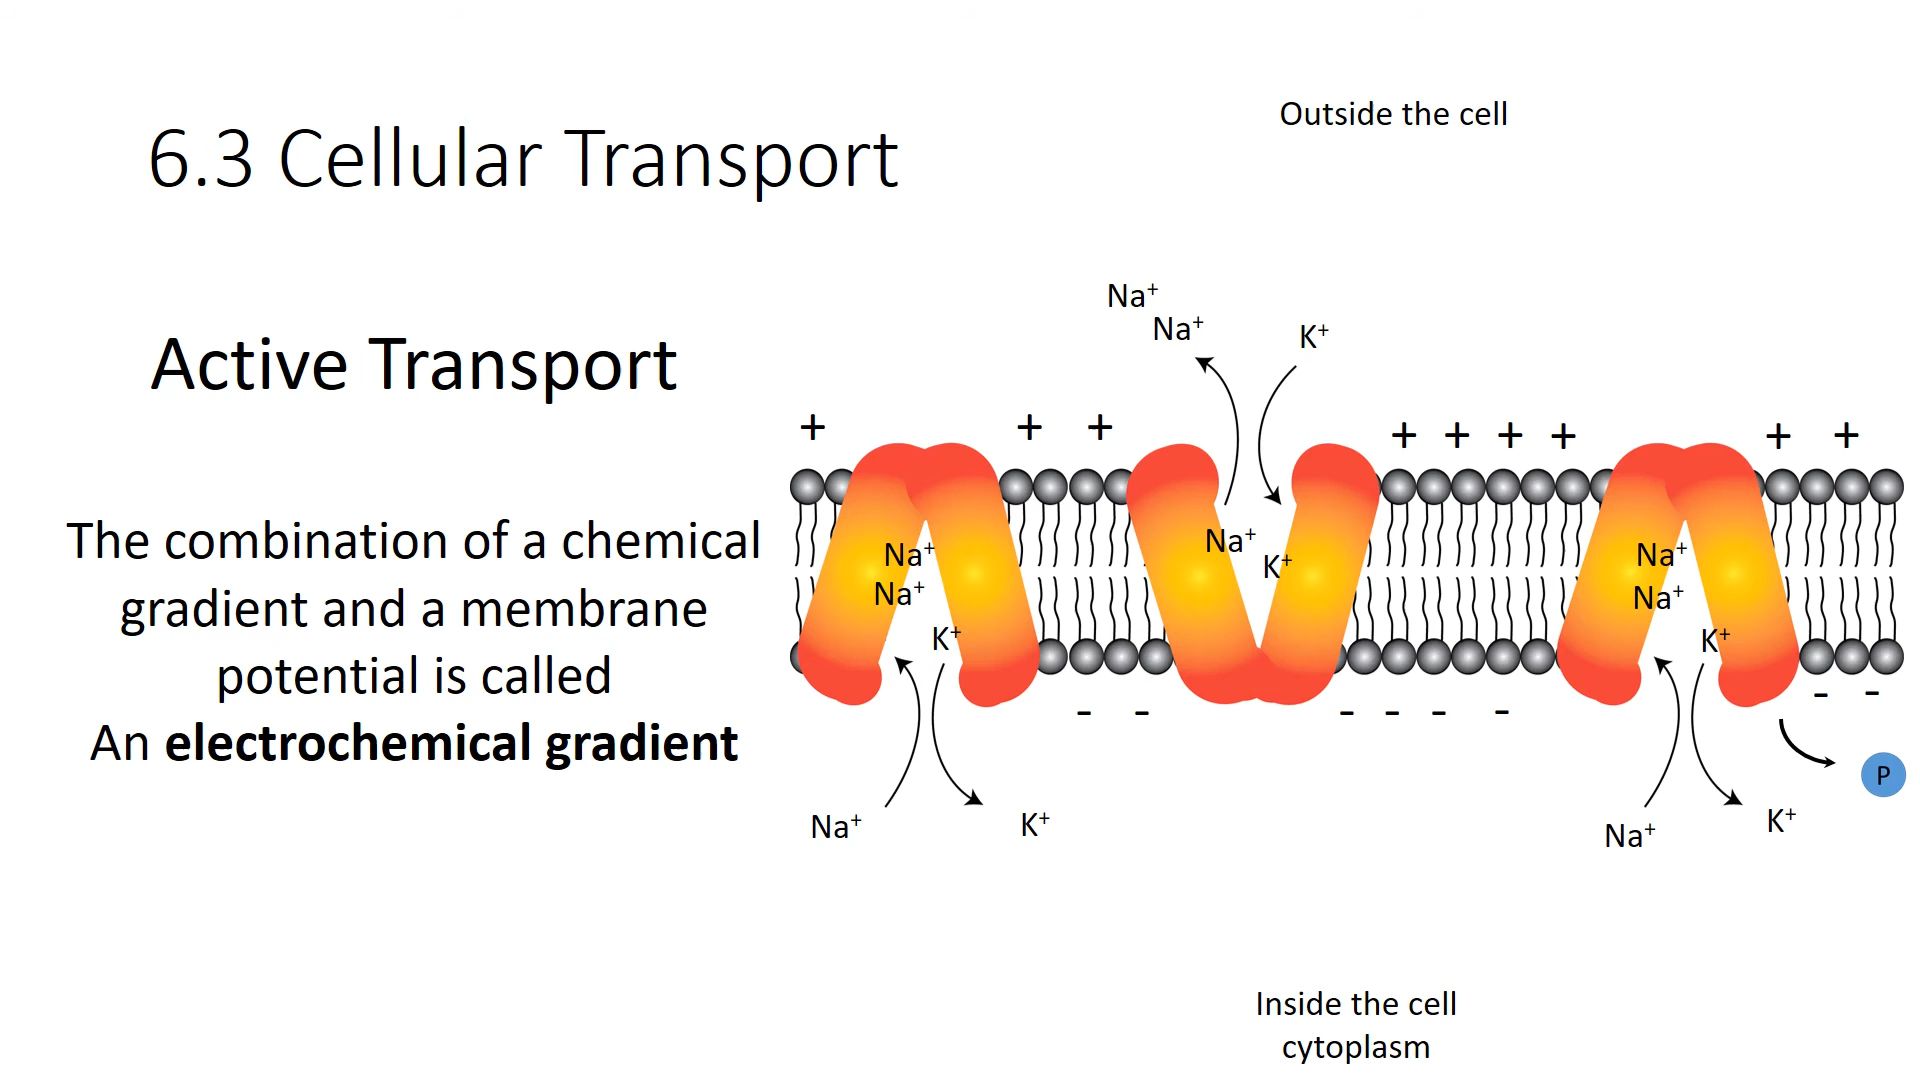 6.3 Cellular Transport
Active Transport
The combination of a chemical
gradient and a membrane
potential is called
An electrochemical gradient
Outside the cell
Na⁺
Na⁺
K⁺
+ + + + + + + + +
Na⁺
Na⁺
K⁺
Na⁺
K⁺
Na⁺
Na⁺
K⁺
- - - - - - - -
P
Na⁺
K⁺
Na⁺
K⁺
Inside the cell
cytoplasm